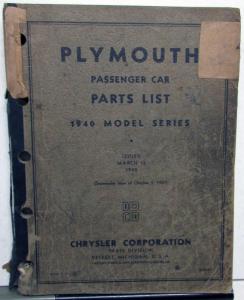 PLYMOUTH
PASSENGER CAR
PARTS LIST
1940 MODEL SERIES
ISSUED
MARCH 15
1940
CHRYSLER CORPORATION
PARTS DIVISION
DETROIT, MICHIGAN, U.S.A.